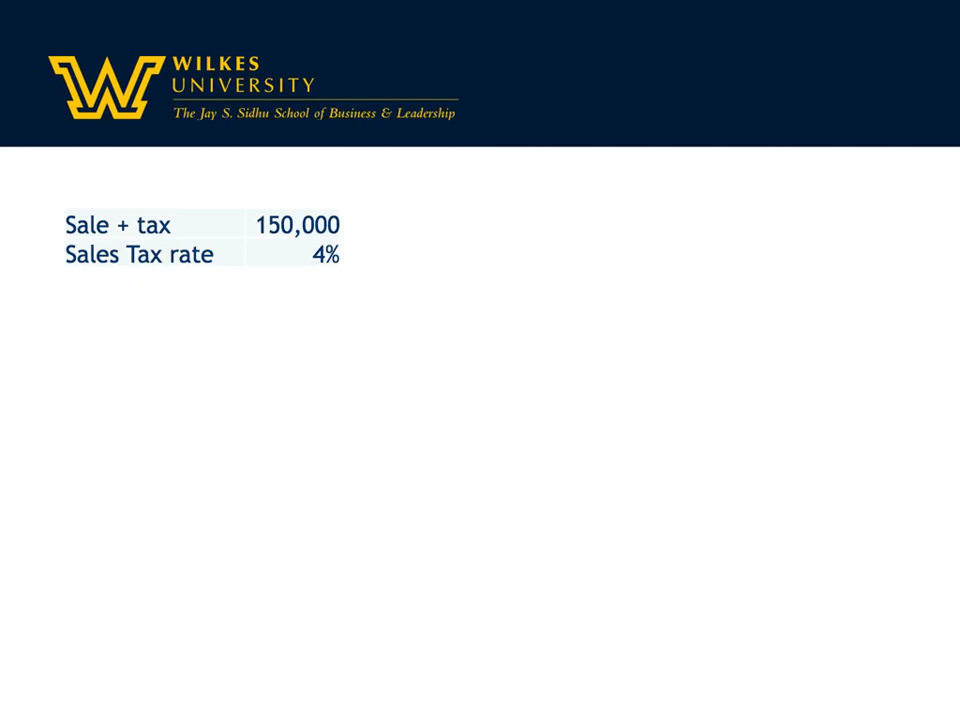 WILKES
UNIVERSITY
The Jay S. Sidhu School of Business & Leadership
Sale + tax 150,000
Sales Tax rate 4%